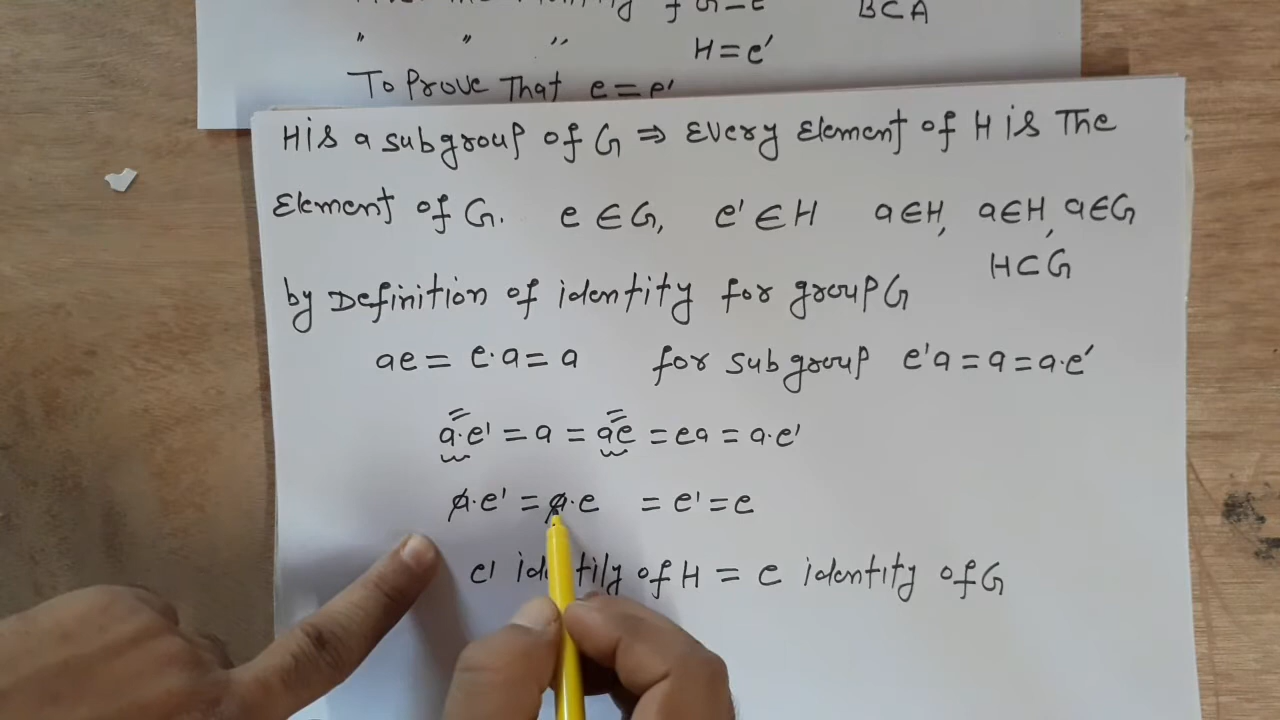 BCA
" " " H = e'
To Prove That e = e'
H is a subgroup of G ⇒ Every Element of H is The
Element of G. e ∈ G, e' ∈ H a∈H, a∈H, a∈G
H⊂G
by Definition of identity for group G
ae = e·a = a for subgroup e'a = a = a·e'
a·e' = a = ae = ea = a·e'
a·e' = a·e = e' = e
e' identity of H = e identity of G